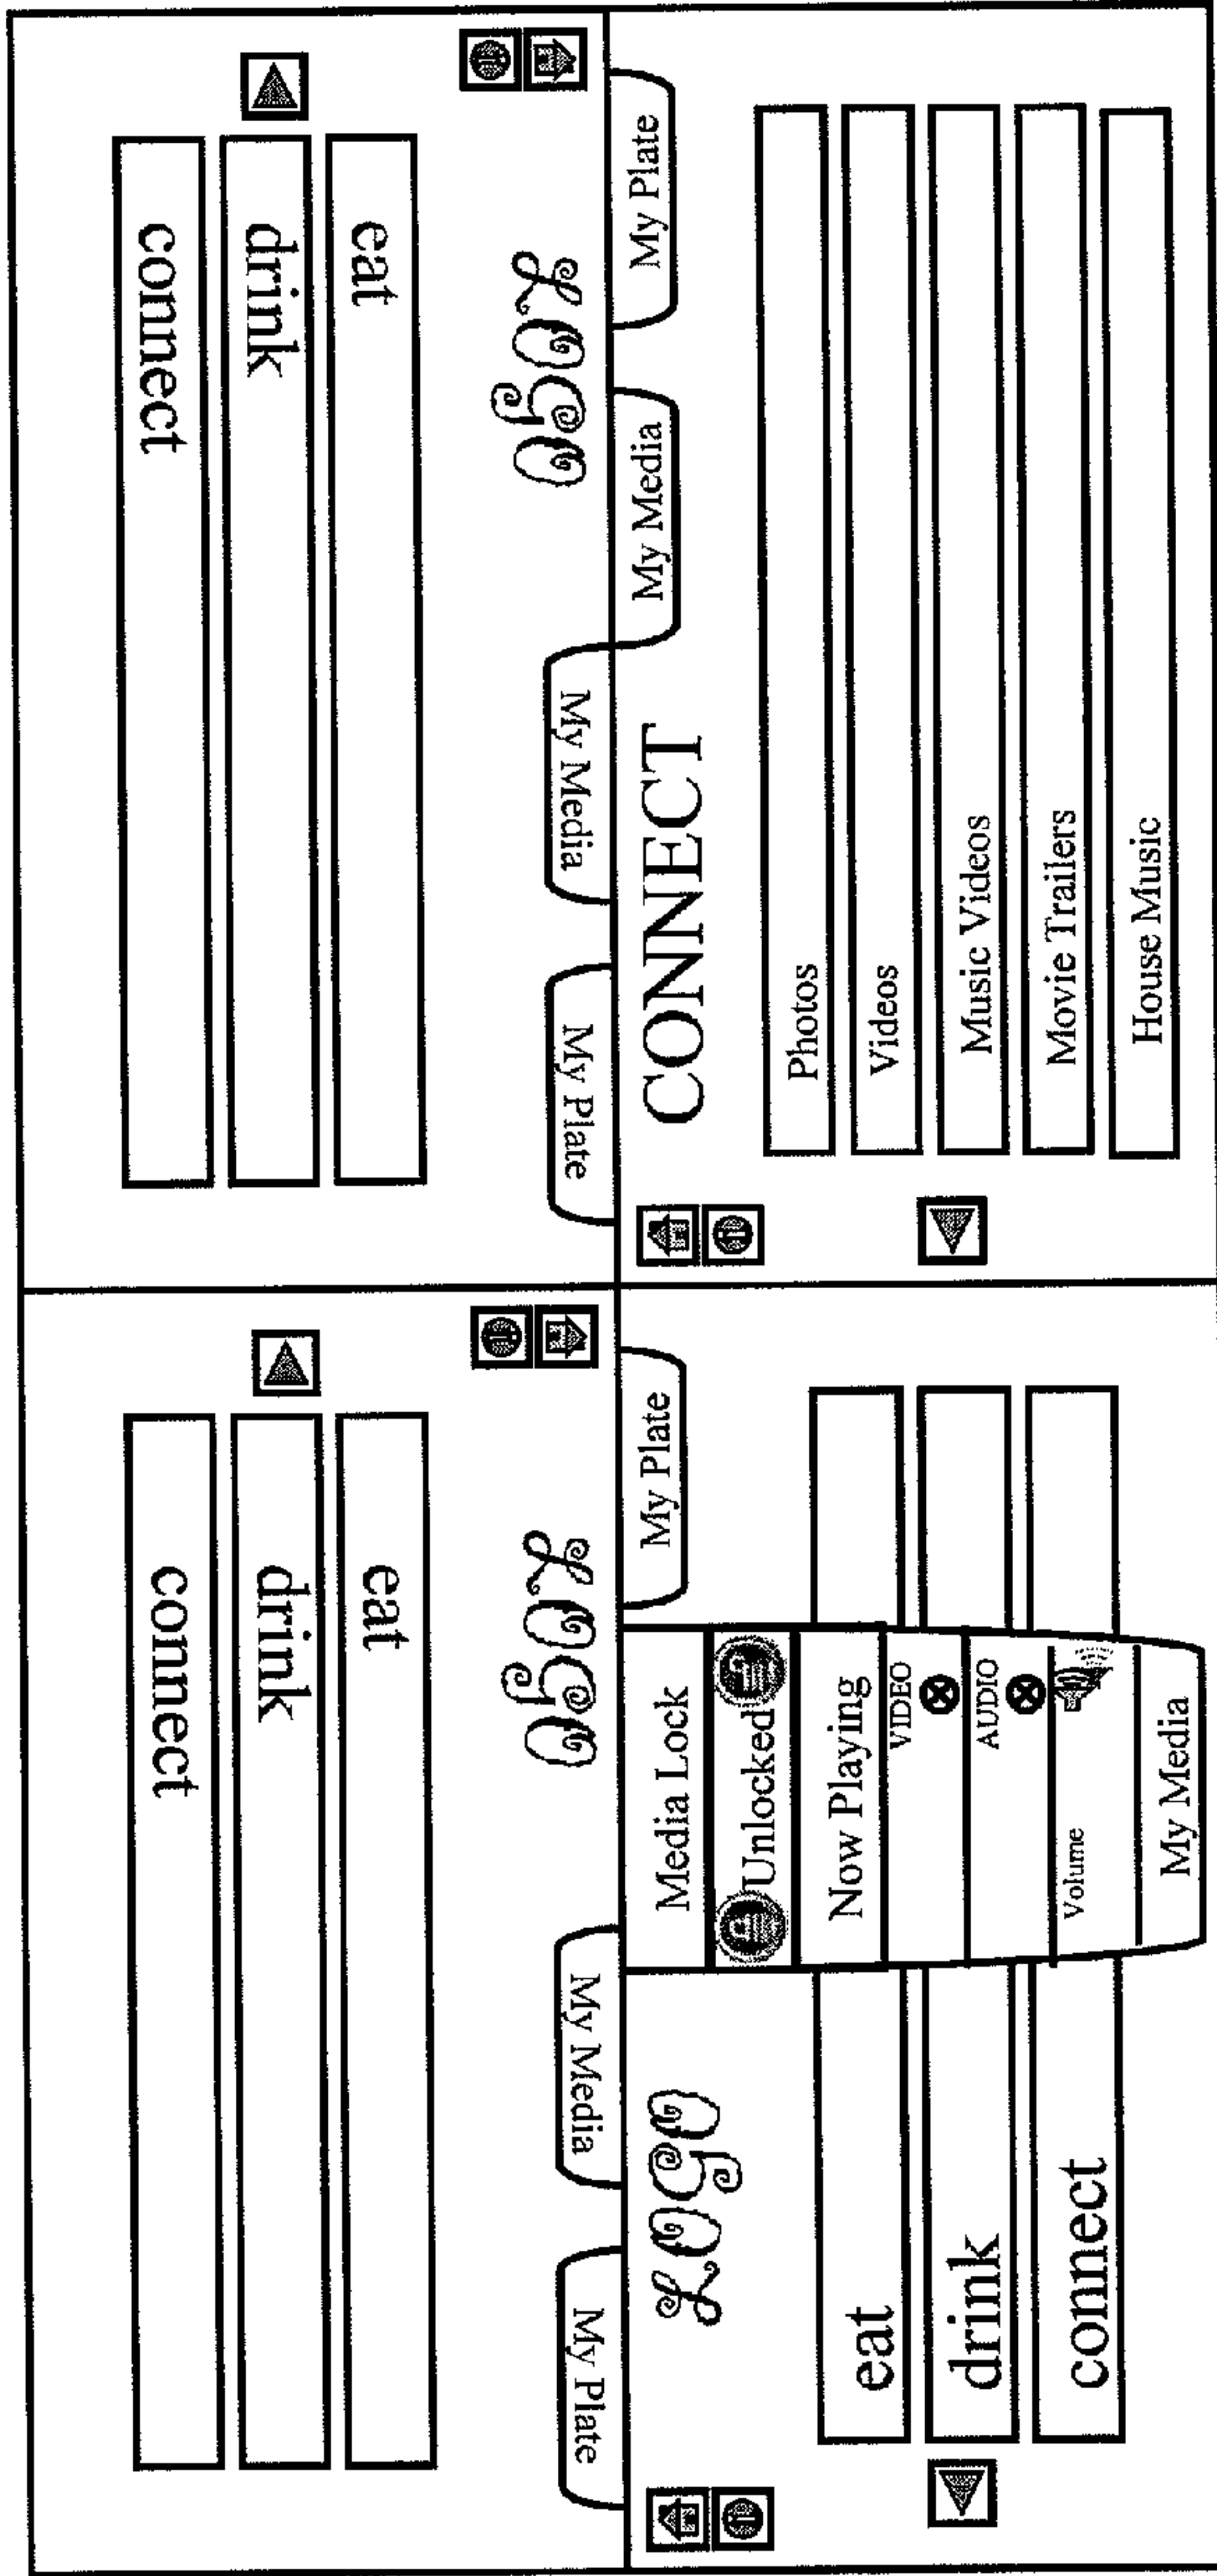 connect
drink
eat
LOGO
My Media
My Plate
connect
drink
eat
LOGO
My Media
My Plate
LOGO
Media Lock
Unlocked
Now Playing
VIDEO
AUDIO
Volume
My Media
My Plate
eat
drink
connect
CONNECT
My Media
My Plate
Photos
Videos
Music Videos
Movie Trailers
House Music